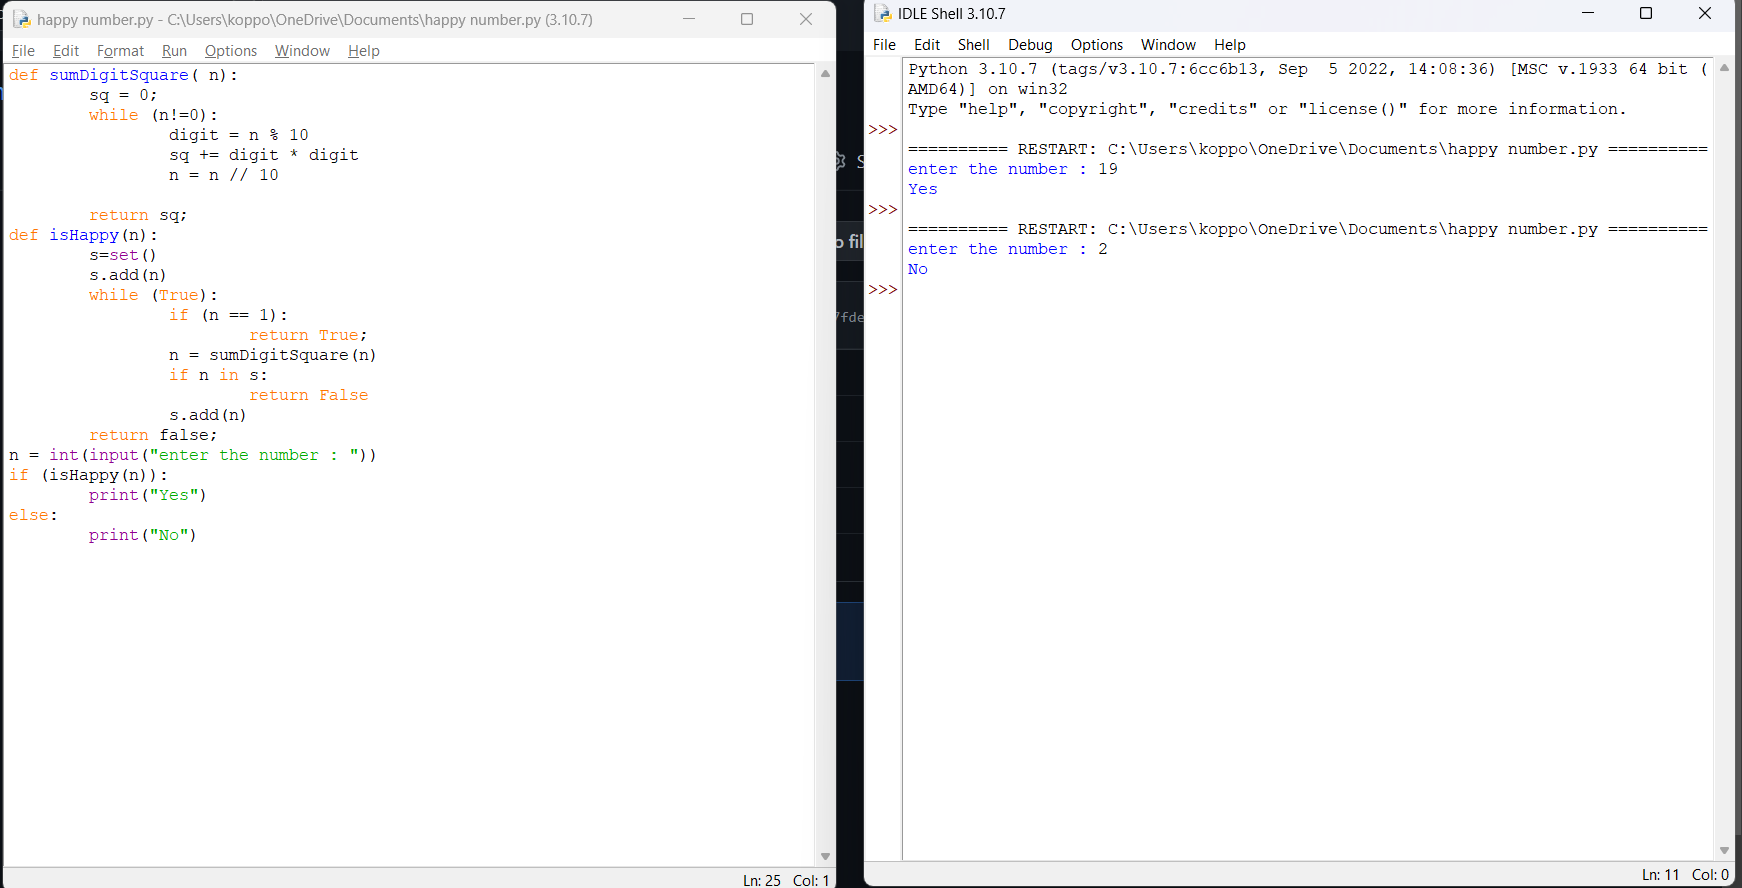 happy number.py - C:\Users\koppo\OneDrive\Documents\happy number.py (3.10.7)
File Edit Format Run Options Window Help
def sumDigitSquare( n):
        sq = 0;
        while (n!=0):
                digit = n % 10
                sq += digit * digit
                n = n // 10

        return sq;
def isHappy(n):
        s=set()
        s.add(n)
        while (True):
                if (n == 1):
                        return True;
                n = sumDigitSquare(n)
                if n in s:
                        return False
                s.add(n)
        return false;
n = int(input("enter the number : "))
if (isHappy(n)):
        print("Yes")
else:
        print("No")
Ln: 25 Col: 1
o fil
7fde
IDLE Shell 3.10.7
File Edit Shell Debug Options Window Help
Python 3.10.7 (tags/v3.10.7:6cc6b13, Sep  5 2022, 14:08:36) [MSC v.1933 64 bit (
AMD64)] on win32
Type "help", "copyright", "credits" or "license()" for more information.
>>>
========== RESTART: C:\Users\koppo\OneDrive\Documents\happy number.py ==========
enter the number : 19
Yes
>>>
========== RESTART: C:\Users\koppo\OneDrive\Documents\happy number.py ==========
enter the number : 2
No
>>>
Ln: 11 Col: 0